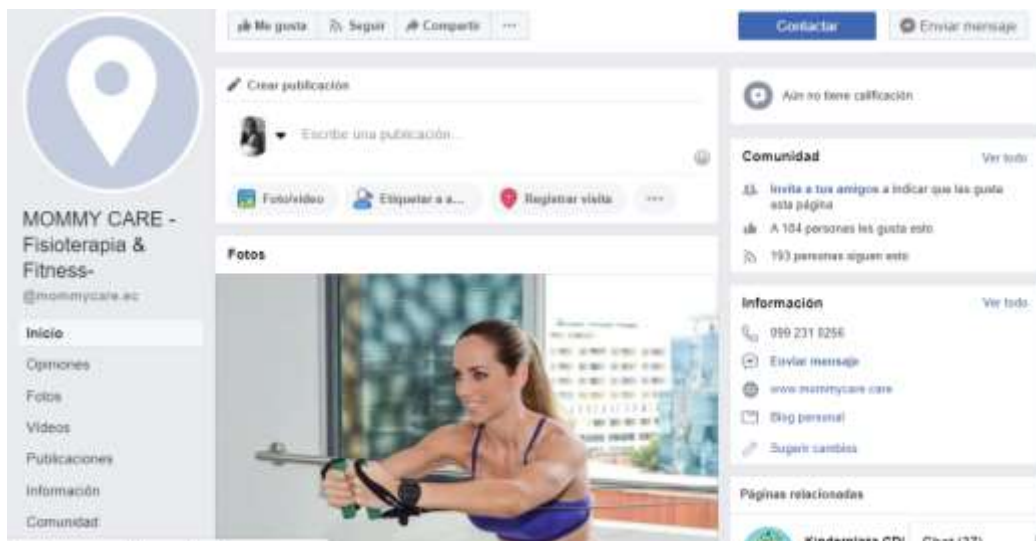 Me gusta
Seguir
Compartir
Contactar
Enviar mensaje
MOMMY CARE -
Fisioterapia &
Fitness-
@mommycare.ec
Inicio
Opiniones
Fotos
Vídeos
Publicaciones
Información
Comunidad
Crear publicación
Escribe una publicación...
Foto/vídeo
Etiquetar a a...
Registrar visita
Fotos
Aún no tiene calificación
Comunidad
Ver todo
Invita a tus amigos a indicar que les gusta
esta página
A 184 personas les gusta esto
193 personas siguen esto
Información
Ver todo
099 231 0256
Enviar mensaje
www.mommycare.care
Blog personal
Sugerir cambios
Páginas relacionadas